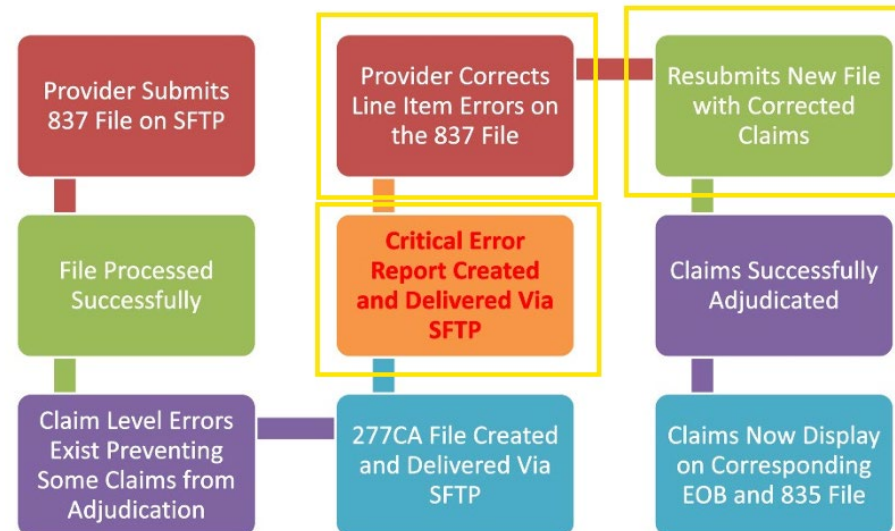 Provider Submits
837 File on SFTP
File Processed
Successfully
Claim Level Errors
Exist Preventing
Some Claims from
Adjudication
277CA File Created
and Delivered Via
SFTP
Critical Error
Report Created
and Delivered Via
SFTP
Provider Corrects
Line Item Errors on
the 837 File
Resubmits New File
with Corrected
Claims
Claims Successfully
Adjudicated
Claims Now Display
on Corresponding
EOB and 835 File